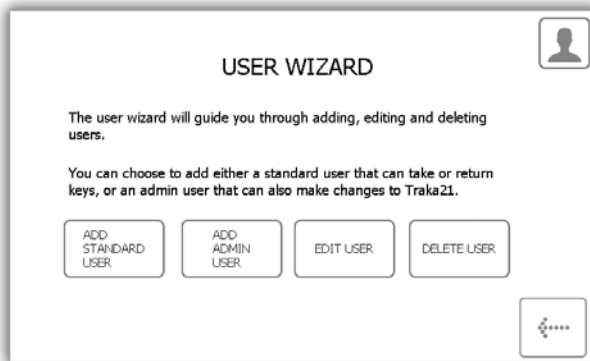 USER WIZARD
The user wizard will guide you through adding, editing and deleting
users.
You can choose to add either a standard user that can take or return
keys, or an admin user that can also make changes to Traka21.
ADD
STANDARD
USER
ADD
ADMIN
USER
EDIT USER
DELETE USER